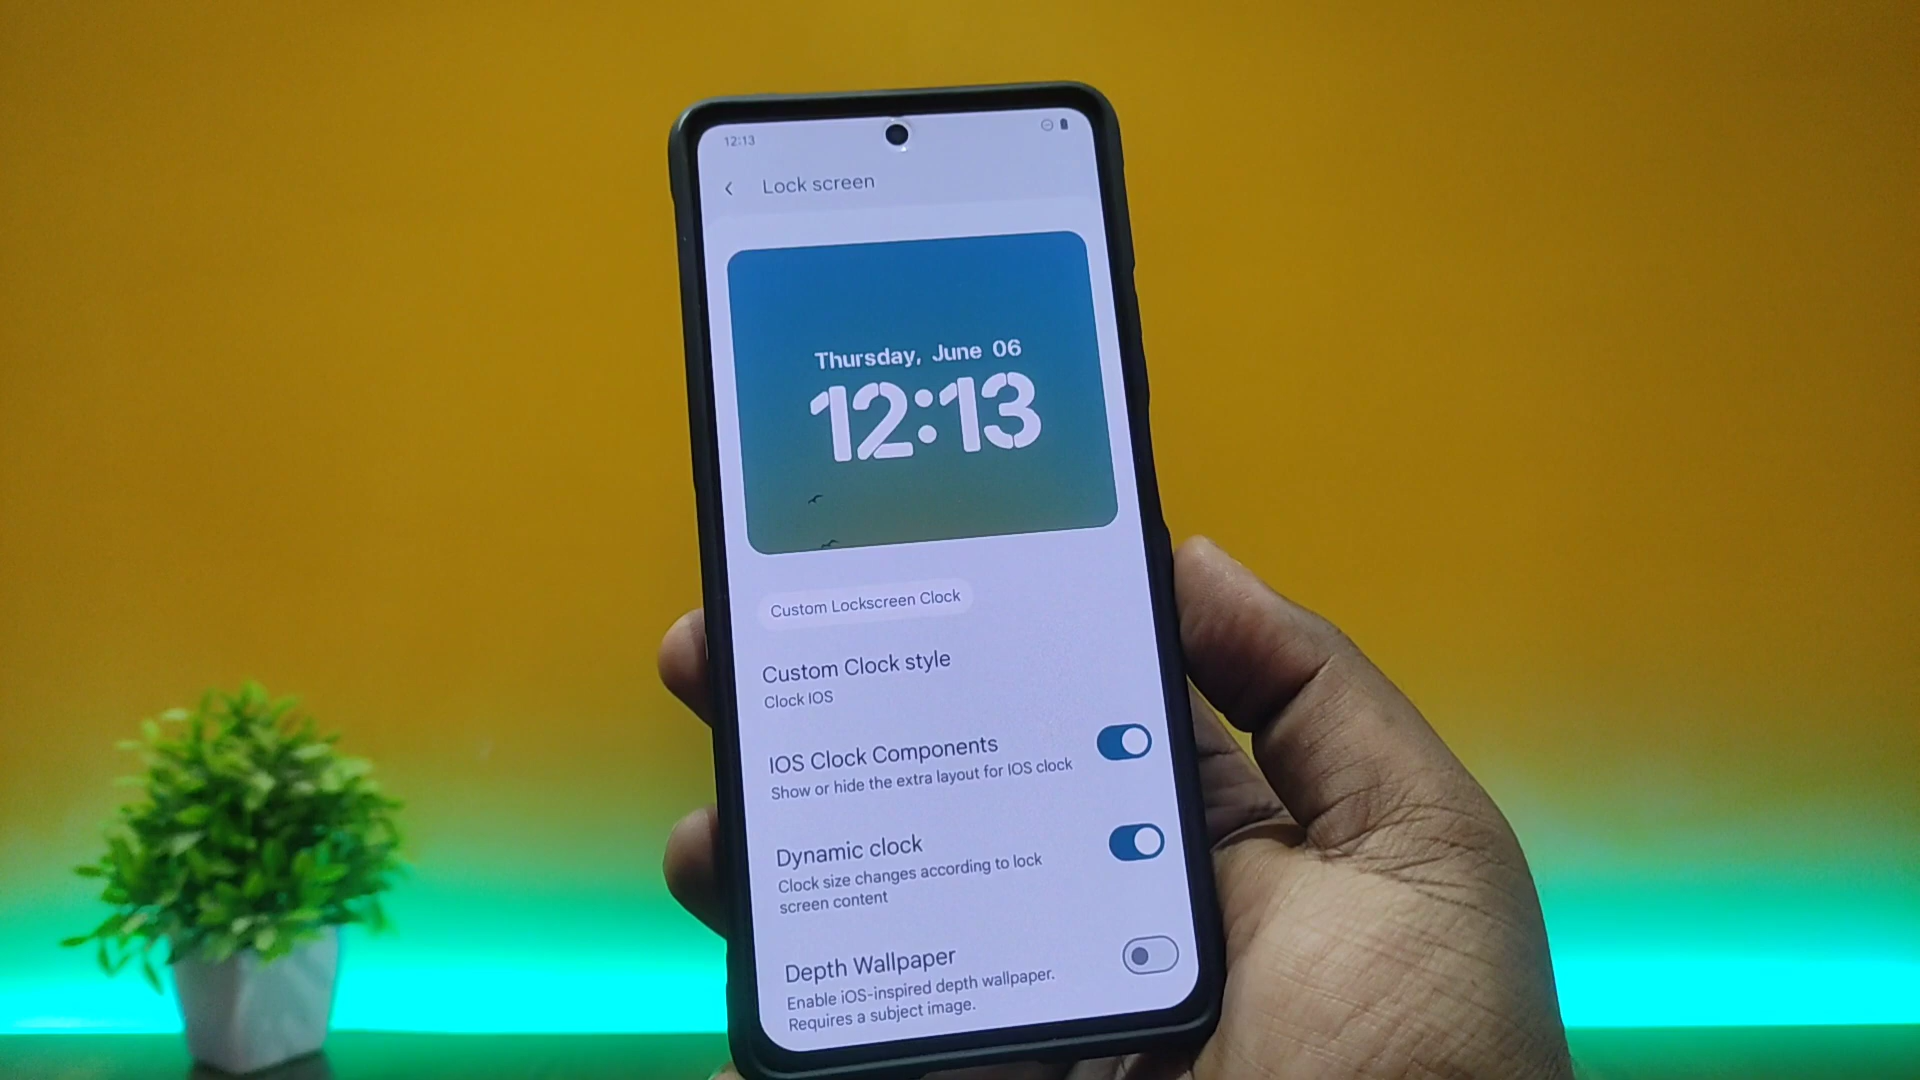 12:13
Lock screen
Thursday, June 06
12:13
Custom Lockscreen Clock
Custom Clock style
Clock IOS
IOS Clock Components
Show or hide the extra layout for IOS clock
Dynamic clock
Clock size changes according to lock
screen content
Depth Wallpaper
Enable iOS-inspired depth wallpaper.
Requires a subject image.